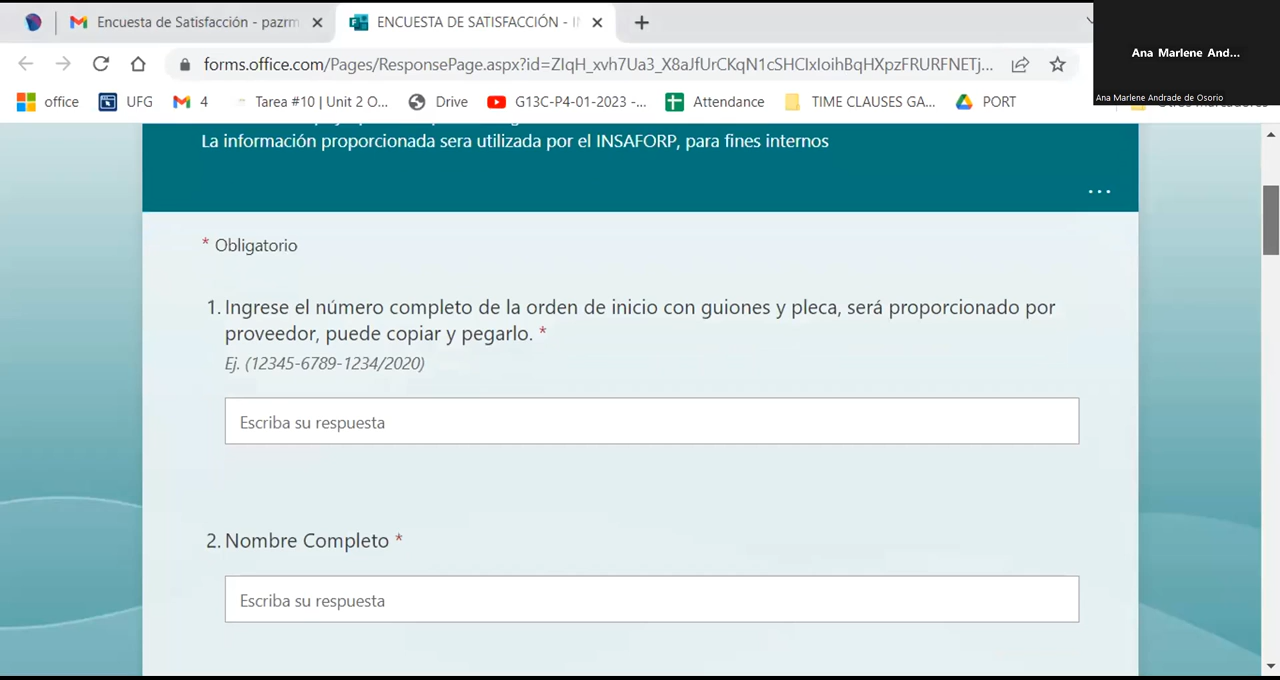 Encuesta de Satisfacción - pazrm
ENCUESTA DE SATISFACCIÓN - I
Ana Marlene And...
Ana Marlene Andrade de Osorio
forms.office.com/Pages/ResponsePage.aspx?id=ZIqH_xvh7Ua3_X8aJfUrCKqN1cSHCIxIoihBqHXpzFRURFNETj...
office
UFG
4
Tarea #10 | Unit 2 O...
Drive
G13C-P4-01-2023 -...
Attendance
TIME CLAUSES GA...
PORT
La información proporcionada sera utilizada por el INSAFORP, para fines internos
...
* Obligatorio
1. Ingrese el número completo de la orden de inicio con guiones y pleca, será proporcionado por
proveedor, puede copiar y pegarlo. *
Ej. (12345-6789-1234/2020)
Escriba su respuesta
2. Nombre Completo *
Escriba su respuesta